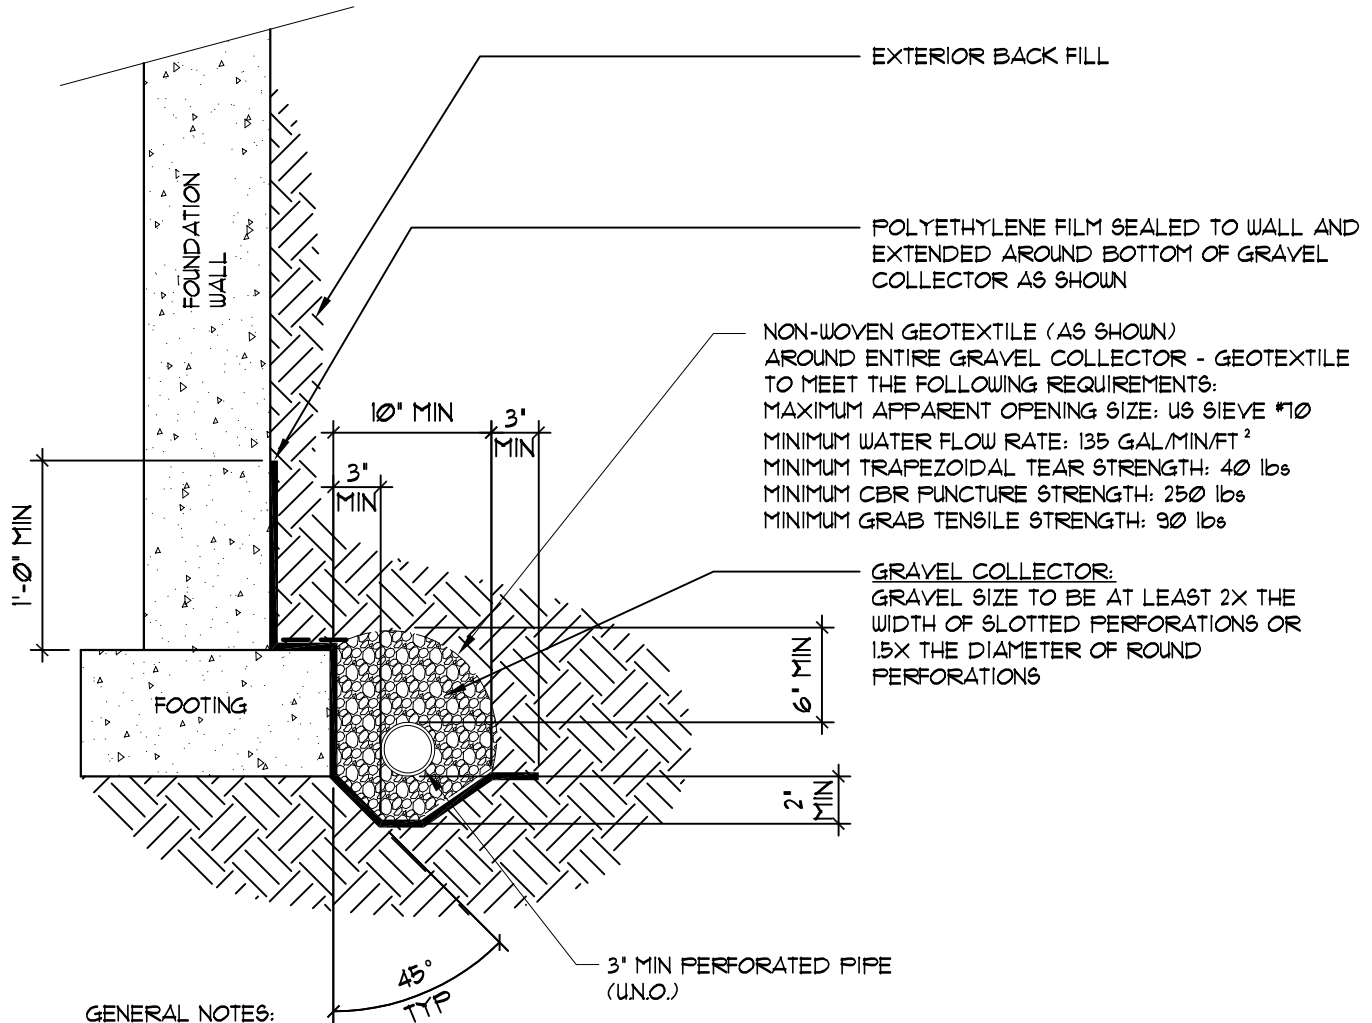 EXTERIOR BACK FILL
FOUNDATION
WALL
POLYETHYLENE FILM SEALED TO WALL AND
EXTENDED AROUND BOTTOM OF GRAVEL
COLLECTOR AS SHOWN
NON-WOVEN GEOTEXTILE (AS SHOWN)
AROUND ENTIRE GRAVEL COLLECTOR - GEOTEXTILE
TO MEET THE FOLLOWING REQUIREMENTS:
MAXIMUM APPARENT OPENING SIZE: US SIEVE #70
MINIMUM WATER FLOW RATE: 135 GAL/MIN/FT²
MINIMUM TRAPEZOIDAL TEAR STRENGTH: 40 lbs
MINIMUM CBR PUNCTURE STRENGTH: 250 lbs
MINIMUM GRAB TENSILE STRENGTH: 90 lbs
10" MIN
3"
MIN
3"
MIN
1'-0" MIN
GRAVEL COLLECTOR:
GRAVEL SIZE TO BE AT LEAST 2X THE
WIDTH OF SLOTTED PERFORATIONS OR
1.5X THE DIAMETER OF ROUND
PERFORATIONS
6" MIN
FOOTING
2"
MIN
3" MIN PERFORATED PIPE
(U.N.O.)
45°
TYP
GENERAL NOTES: